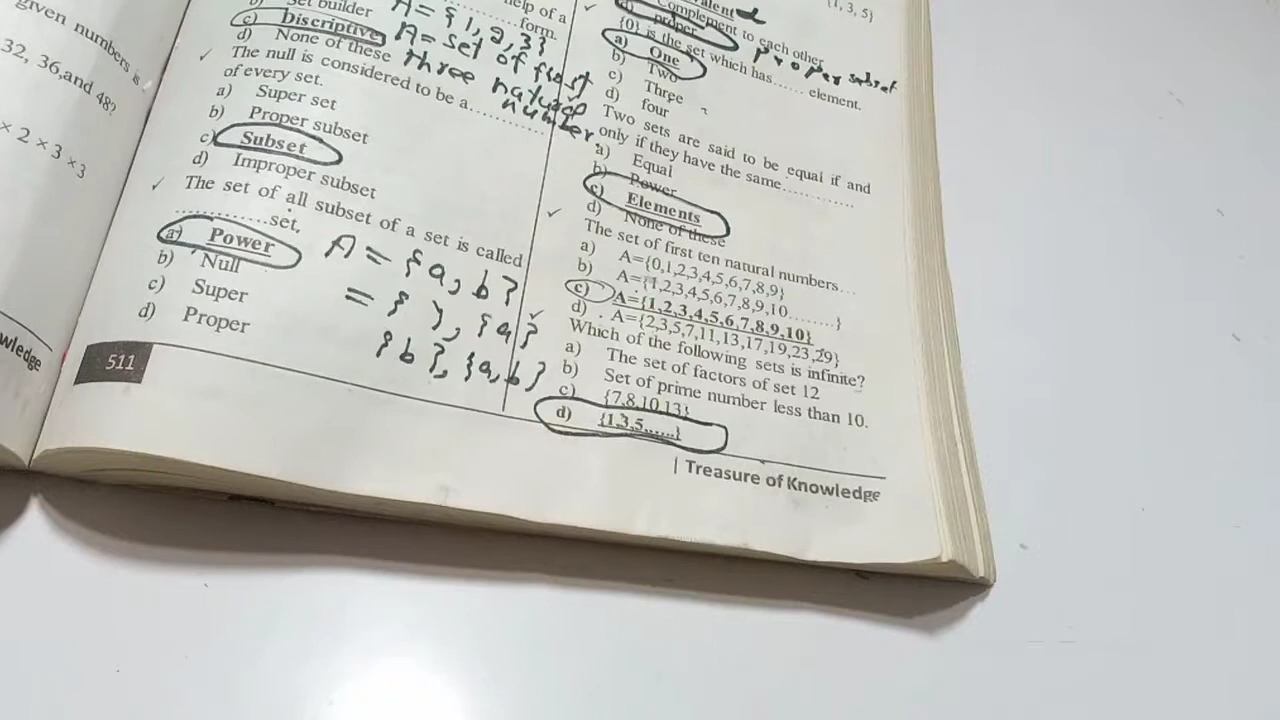 given numbers is
32, 36,and 48?
× 2 × 3 ×3
wledge
Set builder
c) Discriptive
d) None of these
help of a
form.
A = {1, 2, 3}
A = set of first
three natural
number.
The null is considered to be a............
of every set.
a) Super set
b) Proper subset
c) Subset
d) Improper subset
The set of all subset of a set is called
..............set,
a) Power
b) Null
c) Super
d) Proper
A = {a, b}
= { }, {a}
{b}, {a, b}
511
{1, 3, 5}
Complement to each other
d) proper
proper subset
{0} is the set which has...... element.
a) One
b) Two
c) Three
d) four
Two sets are said to be equal if and
only if they have the same............
a) Equal
b) Power
c) Elements
d) None of these
The set of first ten natural numbers...
a) A={0,1,2,3,4,5,6,7,8,9}
b) A={1,2,3,4,5,6,7,8,9,10........}
c) A={1,2,3,4,5,6,7,8,9,10}
d) A={2,3,5,7,11,13,17,19,23,29}
Which of the following sets is infinite?
a) The set of factors of set 12
b) Set of prime number less than 10.
c) {7,8,10,13}
d) {1,3,5,......}
| Treasure of Knowledge